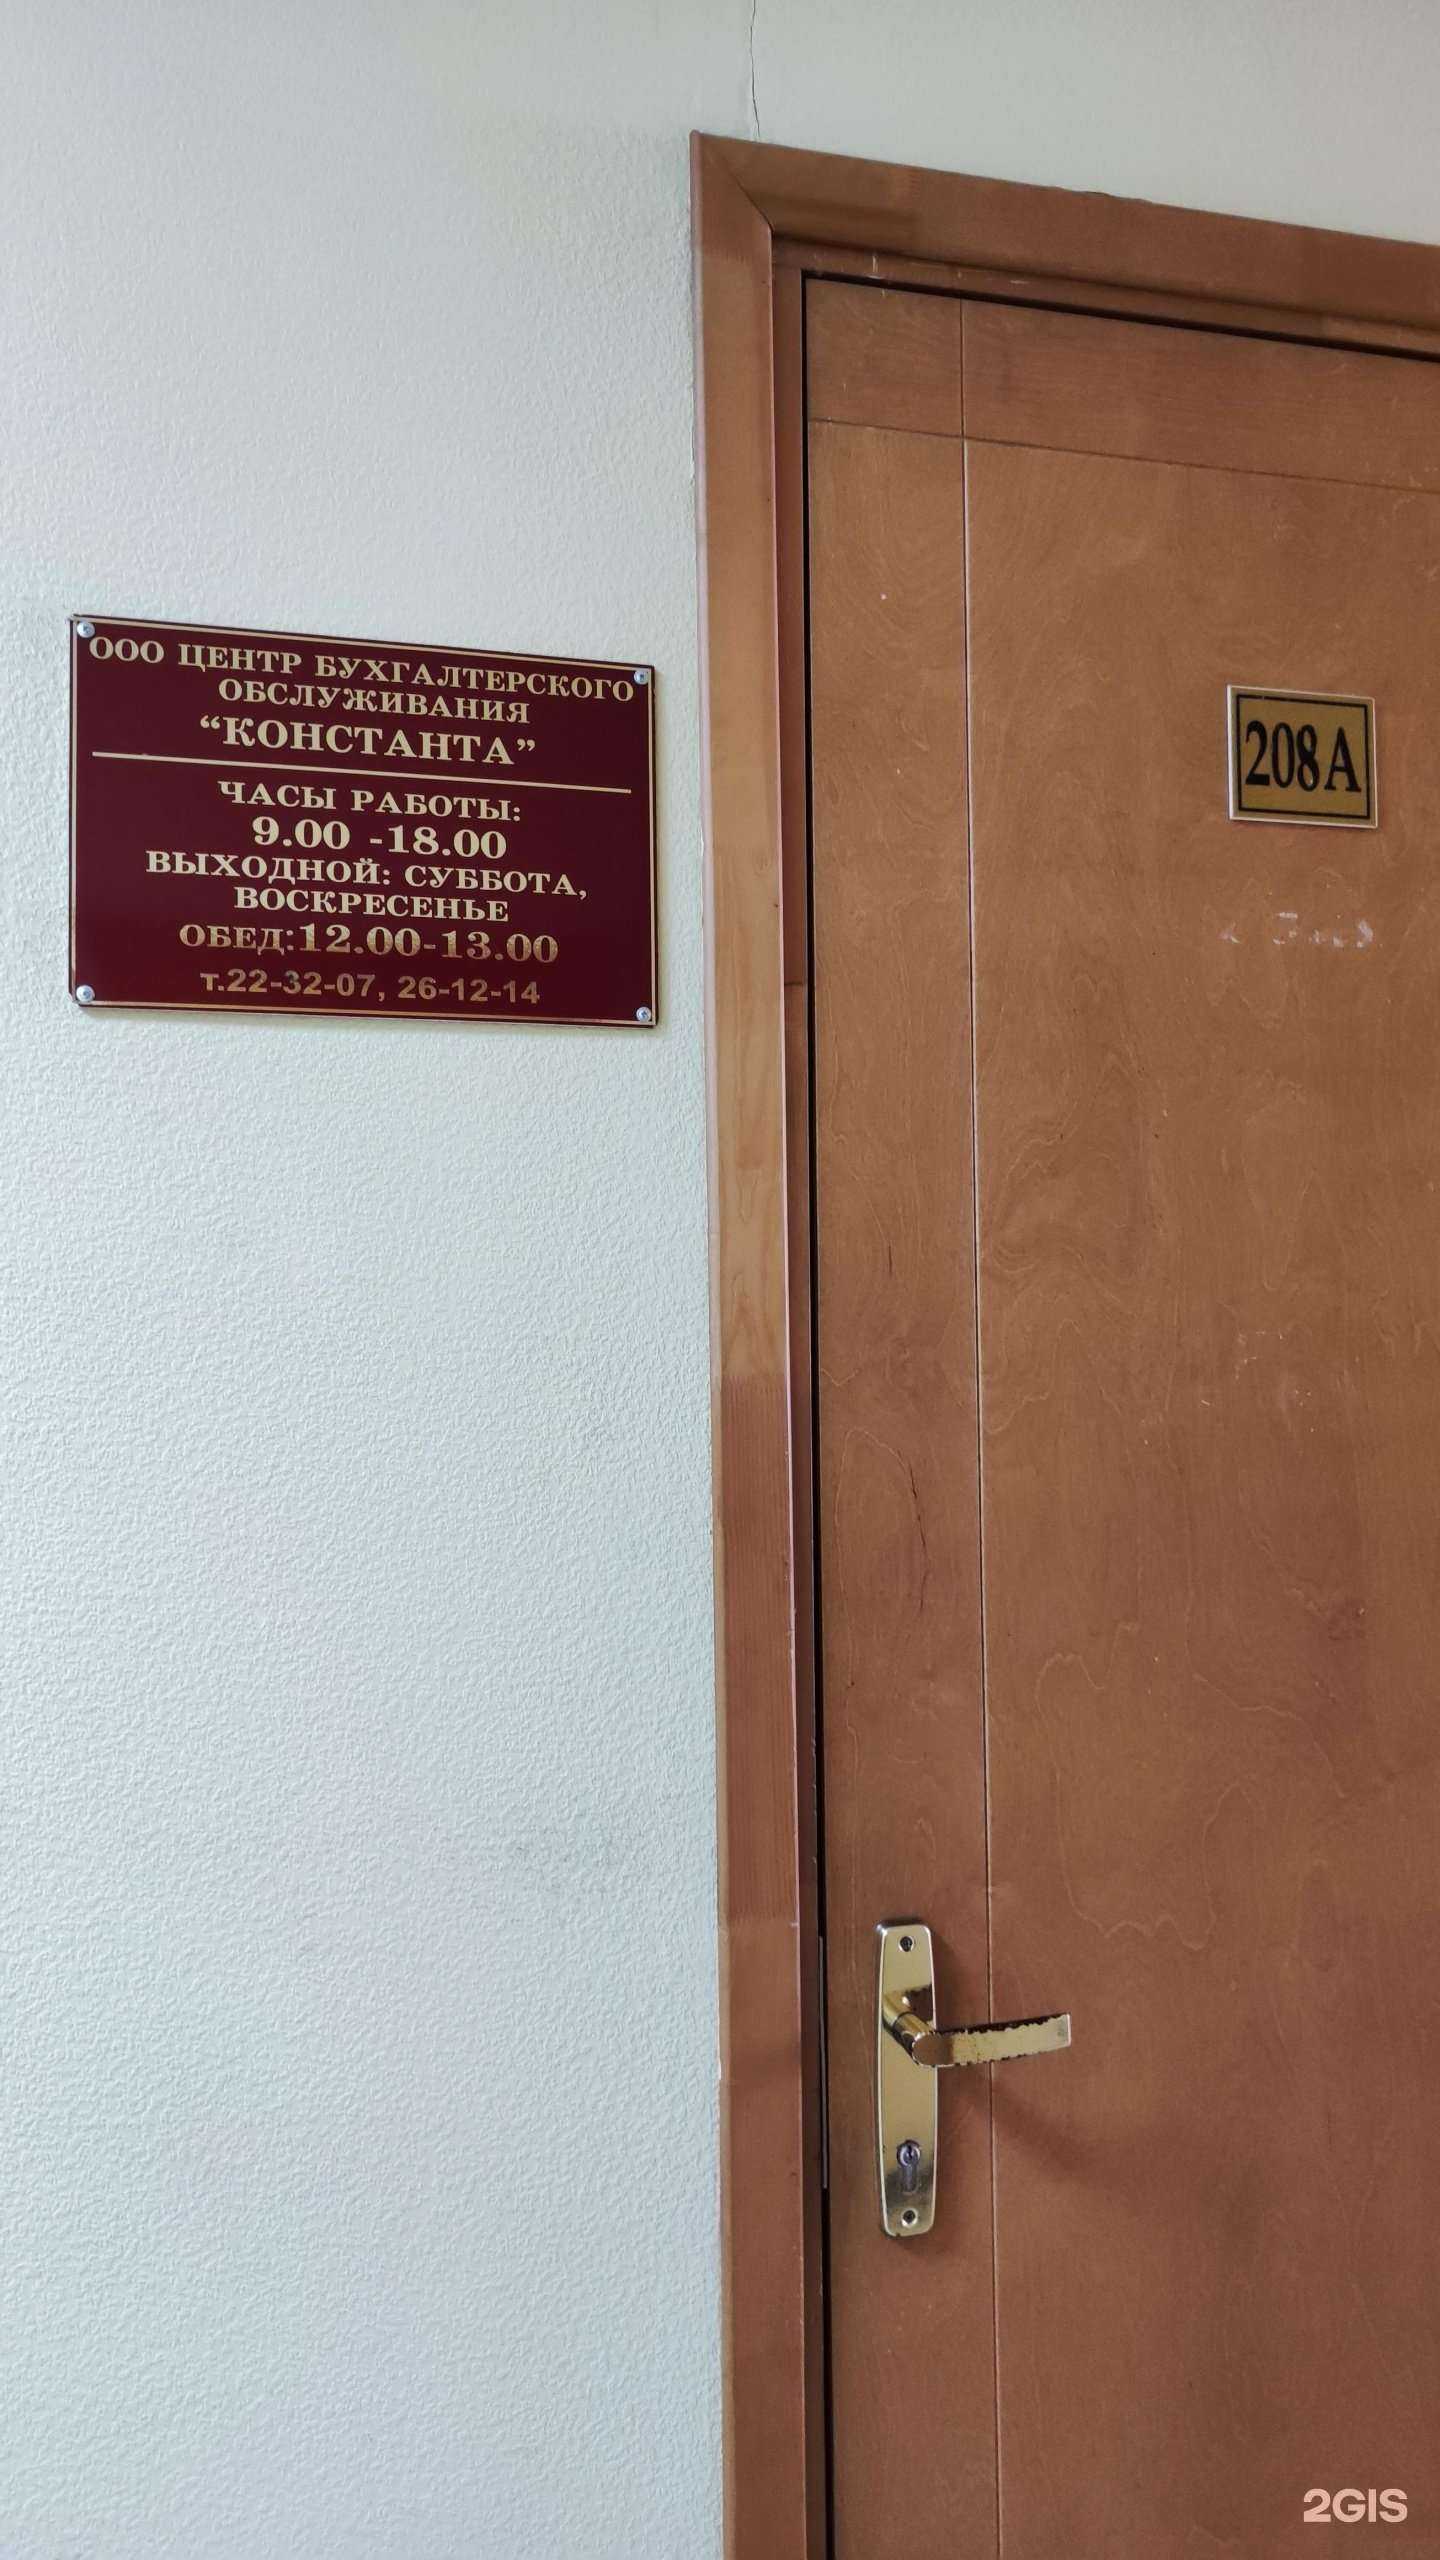 ООО ЦЕНТР БУХГАЛТЕРСКОГО
ОБСЛУЖИВАНИЯ
“КОНСТАНТА”
ЧАСЫ РАБОТЫ:
9.00 -18.00
ВЫХОДНОЙ: СУББОТА,
ВОСКРЕСЕНЬЕ
ОБЕД:12.00-13.00
т.22-32-07, 26-12-14
208А
2GIS